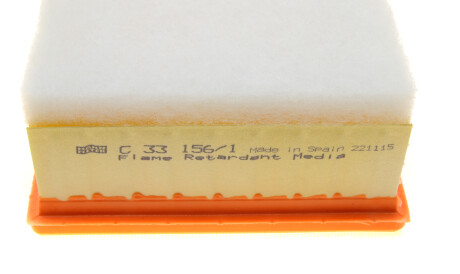 C 33 156/1 Made in Spain 221115
Flame Retardant Media